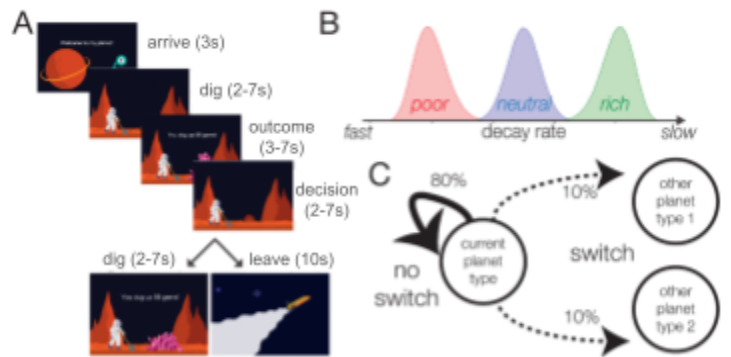 A
arrive (3s)
dig (2-7s)
outcome
(3-7s)
decision
(2-7s)
dig (2-7s)
leave (10s)
B
poor
neutral
rich
fast
decay rate
slow
C
80%
10%
other
planet
type 1
current
planet
type
no
switch
switch
10%
other
planet
type 2